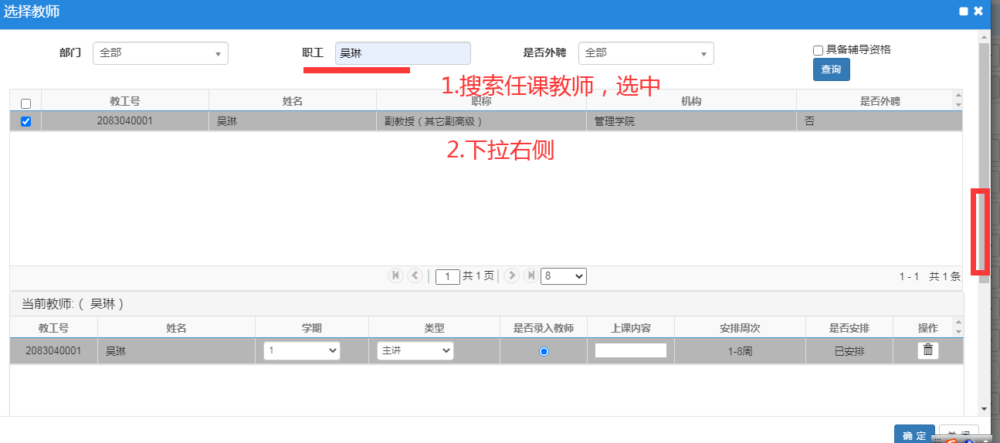 选择教师
部门 全部 职工 吴琳 是否外聘 全部 具备辅导资格
查询
1.搜索任课教师，选中
教工号 姓名 职称 机构 是否外聘
2083040001 吴琳 副教授（其它副高级） 管理学院 否
2.下拉右侧
1 共 1 页 8 1 - 1 共 1 条
当前教师:（ 吴琳 ）
教工号 姓名 学期 类型 是否录入教师 上课内容 安排周次 是否安排 操作
2083040001 吴琳 1 主讲 1-8周 已安排
确 定